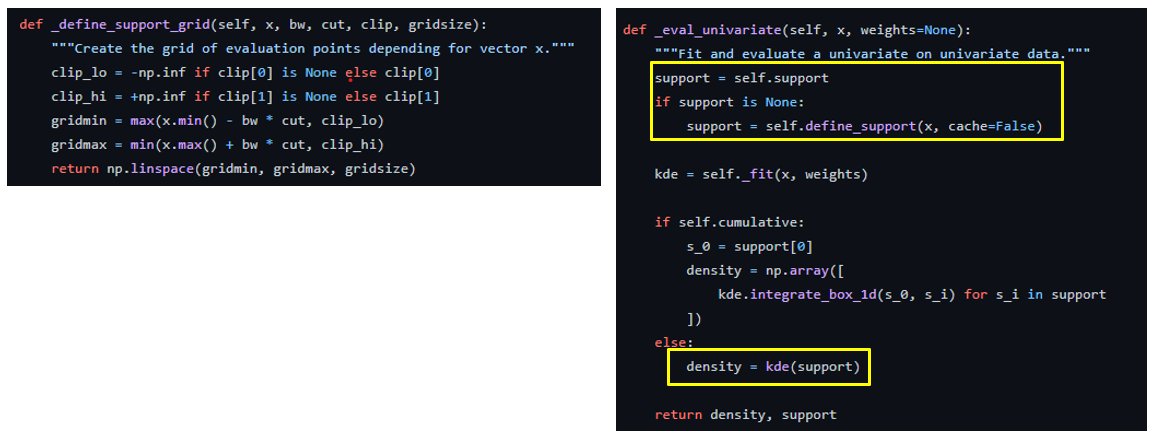 def _define_support_grid(self, x, bw, cut, clip, gridsize):
    """Create the grid of evaluation points depending for vector x."""
    clip_lo = -np.inf if clip[0] is None else clip[0]
    clip_hi = +np.inf if clip[1] is None else clip[1]
    gridmin = max(x.min() - bw * cut, clip_lo)
    gridmax = min(x.max() + bw * cut, clip_hi)
    return np.linspace(gridmin, gridmax, gridsize)
def _eval_univariate(self, x, weights=None):
    """Fit and evaluate a univariate on univariate data."""
    support = self.support
    if support is None:
        support = self.define_support(x, cache=False)
    kde = self._fit(x, weights)
    if self.cumulative:
        s_0 = support[0]
        density = np.array([
            kde.integrate_box_1d(s_0, s_i) for s_i in support
        ])
    else:
        density = kde(support)
    return density, support